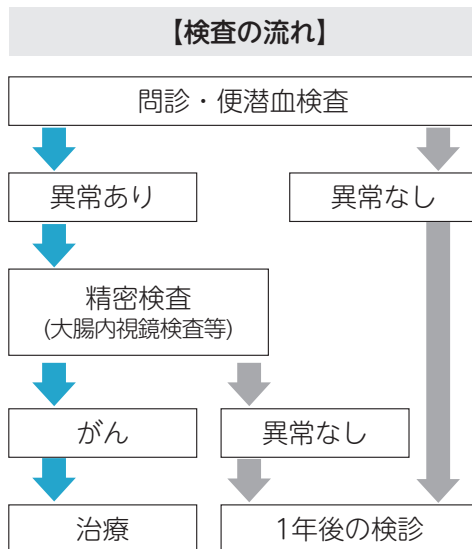 【検査の流れ】
問診・便潜血検査
異常あり
異常なし
精密検査
(大腸内視鏡検査等)
がん
異常なし
治療
1年後の検診